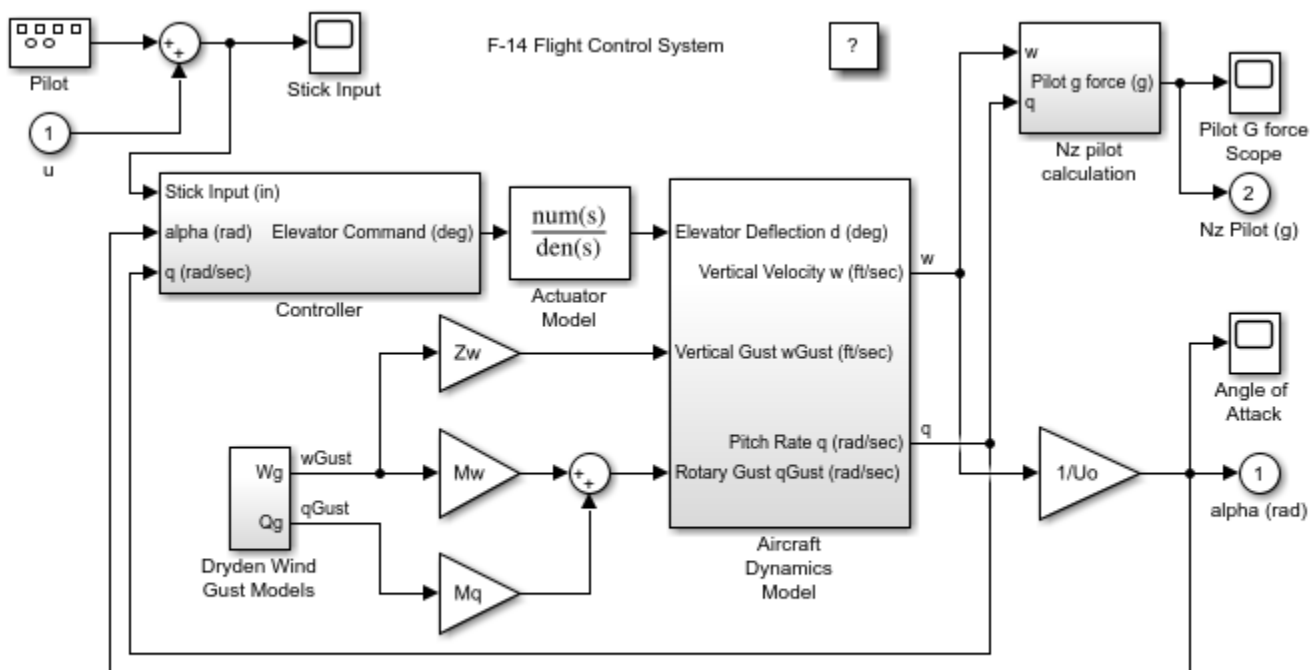 F-14 Flight Control System
?
Pilot
+
+
Stick Input
1
u
w
Pilot g force (g)
q
Nz pilot
calculation
Pilot G force
Scope
2
Nz Pilot (g)
Stick Input (in)
alpha (rad)
Elevator Command (deg)
q (rad/sec)
Controller
num(s)
den(s)
Actuator
Model
Elevator Deflection d (deg)
Vertical Velocity w (ft/sec)
w
Vertical Gust wGust (ft/sec)
Pitch Rate q (rad/sec)
q
Rotary Gust qGust (rad/sec)
Aircraft
Dynamics
Model
Zw
Mw
Mq
+
+
Wg
wGust
Qg
qGust
Dryden Wind
Gust Models
1/Uo
Angle of
Attack
1
alpha (rad)